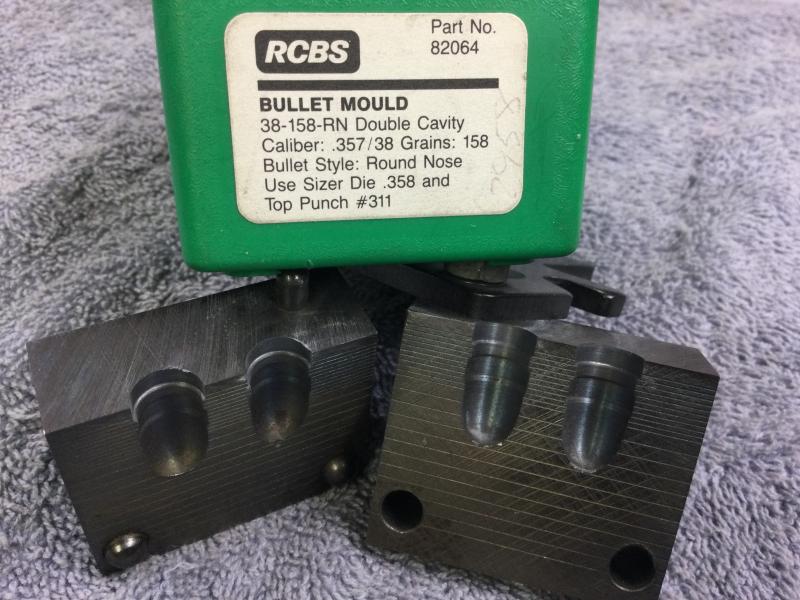 RCBS
Part No.
82064
BULLET MOULD
38-158-RN Double Cavity
Caliber: .357/38 Grains: 158
Bullet Style: Round Nose
Use Sizer Die .358 and
Top Punch #311